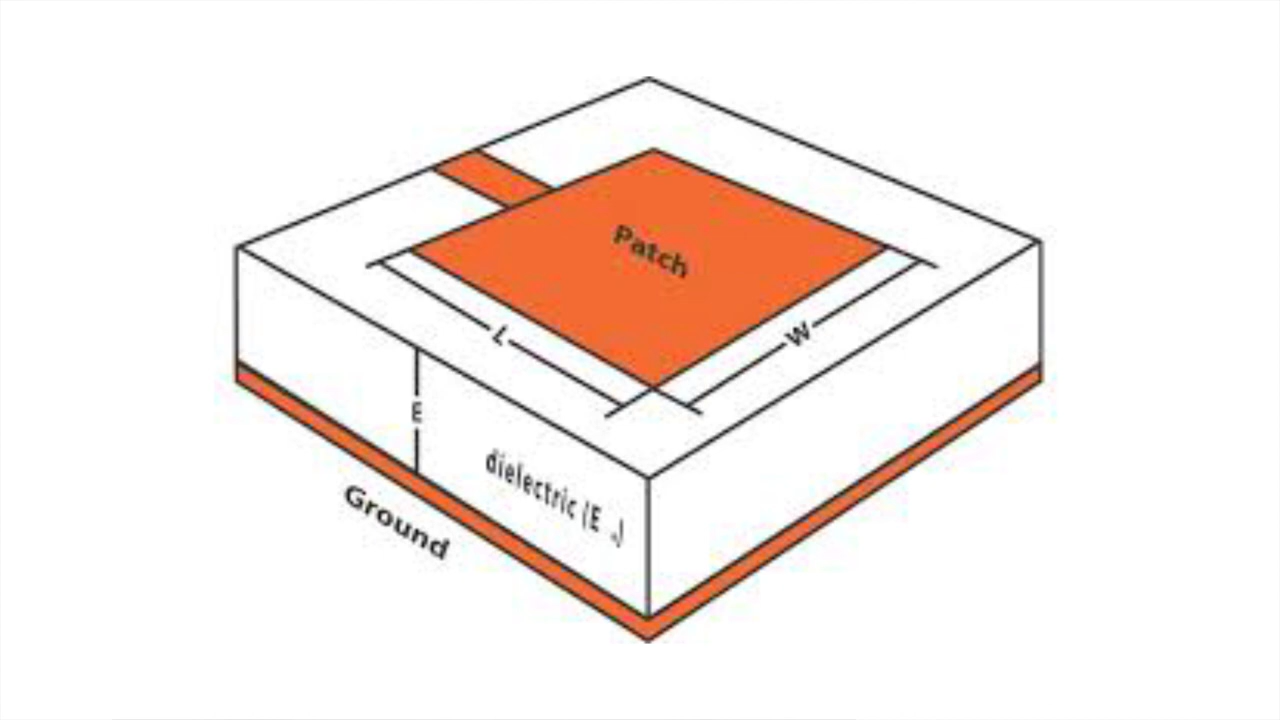 Patch
L
W
E
dielectric (E )
Ground